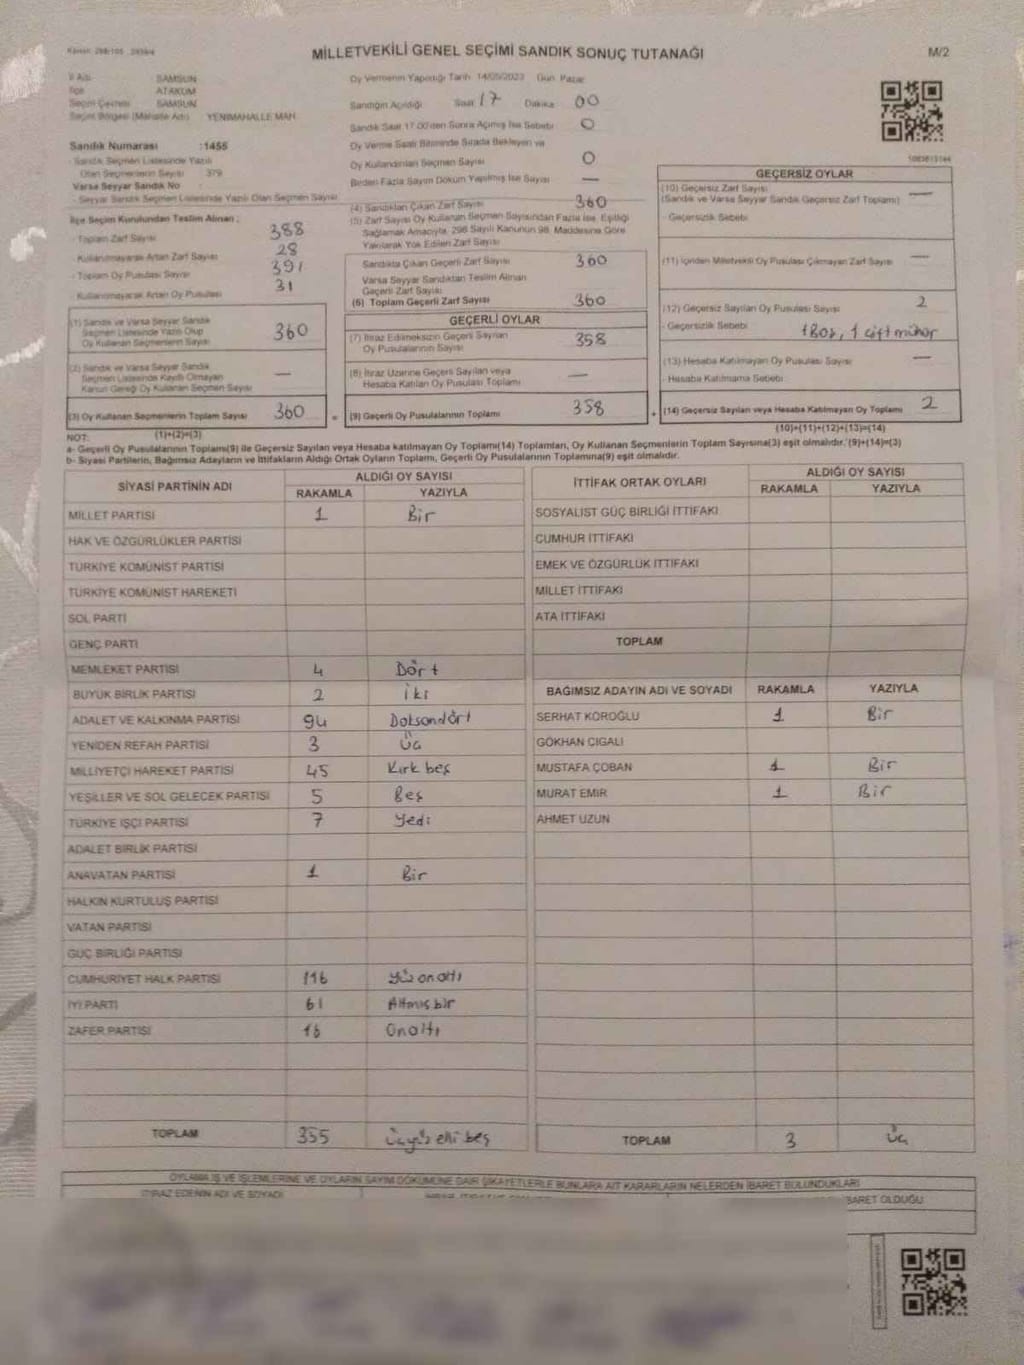 MİLLETVEKİLİ GENEL SEÇİMİ SANDIK SONUÇ TUTANAĞI
M/2
İl Adı SAMSUN
İlçe ATAKUM
Seçim Çevresi SAMSUN
Seçim Bölgesi (Mahalle Adı) YENİMAHALLE MAH.
Sandık Numarası :1455
Sandık Seçmen Listesinde Yazılı
Olan Seçmenlerin Sayısı 379
Varsa Seyyar Sandık No :
- Seyyar Sandık Seçmen Listesinde Yazılı Olan Seçmen Sayısı
İlçe Seçim Kurulundan Teslim Alınan ;
- Toplam Zarf Sayısı 388
- Kullanılmayarak Artan Zarf Sayısı 28
- Toplam Oy Pusulası Sayısı 391
- Kullanılmayarak Artan Oy Pusulası 31
(1) Sandık ve Varsa Seyyar Sandık
Seçmen Listesinde Yazılı Olup
Oy Kullanan Seçmenlerin Sayısı 360
(2) Sandık ve Varsa Seyyar Sandık
Seçmen Listesinde Kayıtlı Olmayan
Kanun Gereği Oy Kullanan Seçmen Sayısı —
(3) Oy Kullanan Seçmenlerin Toplam Sayısı 360
(1)+(2)=(3)
Oy Vermenin Yapıldığı Tarih 14/05/2023 Gün Pazar
Sandığın Açıldığı Saat 17 Dakika 00
Sandık Saat 17.00'den Sonra Açılmış İse Sebebi 0
Oy Verme Saati Bitiminde Sırada Bekleyen ve
Oy Kullandırılan Seçmen Sayısı 0
Birden Fazla Sayım Döküm Yapılmış İse Sayısı —
(4) Sandıktan Çıkan Zarf Sayısı 360
(5) Zarf Sayısı Oy Kullanan Seçmen Sayısından Fazla İse, Eşitliği
Sağlamak Amacıyla, 298 Sayılı Kanunun 98. Maddesine Göre
Yakılarak Yok Edilen Zarf Sayısı
Sandıkta Çıkan Geçerli Zarf Sayısı 360
Varsa Seyyar Sandıktan Teslim Alınan
Geçerli Zarf Sayısı
(6) Toplam Geçerli Zarf Sayısı 360
GEÇERLİ OYLAR
(7) İtiraz Edilmeksizin Geçerli Sayılan
Oy Pusulalarının Sayısı 358
(8) İtiraz Üzerine Geçerli Sayılan veya
Hesaba Katılan Oy Pusulası Toplamı —
= (9) Geçerli Oy Pusulalarının Toplamı 358
GEÇERSİZ OYLAR
(10) Geçersiz Zarf Sayısı —
(Sandık ve Varsa Seyyar Sandık Geçersiz Zarf Toplamı)
- Geçersizlik Sebebi
(11) İçinden Milletvekili Oy Pusulası Çıkmayan Zarf Sayısı —
(12) Geçersiz Sayılan Oy Pusulası Sayısı 2
- Geçersizlik Sebebi 1 Boş, 1 çift mühür
(13) Hesaba Katılmayan Oy Pusulası Sayısı —
- Hesaba Katılmama Sebebi
+ (14) Geçersiz Sayılan veya Hesaba Katılmayan Oy Toplamı 2
(10)+(11)+(12)+(13)=(14)
NOT:
a- Geçerli Oy Pusulalarının Toplamı(9) ile Geçersiz Sayılan veya Hesaba katılmayan Oy Toplamı(14) Toplamları, Oy Kullanan Seçmenlerin Toplam Sayısına(3) eşit olmalıdır.'(9)+(14)=(3)
b- Siyasi Partilerin, Bağımsız Adayların ve İttifakların Aldığı Ortak Oyların Toplamı, Geçerli Oy Pusulalarının Toplamına(9) eşit olmalıdır.
SİYASİ PARTİNİN ADI ALDIĞI OY SAYISI
RAKAMLA YAZIYLA
MİLLET PARTİSİ 1 Bir
HAK VE ÖZGÜRLÜKLER PARTİSİ
TÜRKİYE KOMÜNİST PARTİSİ
TÜRKİYE KOMÜNİST HAREKETİ
SOL PARTİ
GENÇ PARTİ
MEMLEKET PARTİSİ 4 Dört
BÜYÜK BİRLİK PARTİSİ 2 iki
ADALET VE KALKINMA PARTİSİ 94 Doksandört
YENİDEN REFAH PARTİSİ 3 Üç
MİLLİYETÇİ HAREKET PARTİSİ 45 Kırk beş
YEŞİLLER VE SOL GELECEK PARTİSİ 5 Beş
TÜRKİYE İŞÇİ PARTİSİ 7 Yedi
ADALET BİRLİK PARTİSİ
ANAVATAN PARTİSİ 1 Bir
HALKIN KURTULUŞ PARTİSİ
VATAN PARTİSİ
GÜÇ BİRLİĞİ PARTİSİ
CUMHURİYET HALK PARTİSİ 116 Yüz onaltı
İYİ PARTİ 61 Altmış bir
ZAFER PARTİSİ 16 Onaltı
TOPLAM 355 Üçyüz elli beş
İTTİFAK ORTAK OYLARI ALDIĞI OY SAYISI
RAKAMLA YAZIYLA
SOSYALİST GÜÇ BİRLİĞİ İTTİFAKI
CUMHUR İTTİFAKI
EMEK VE ÖZGÜRLÜK İTTİFAKI
MİLLET İTTİFAKI
ATA İTTİFAKI
TOPLAM
BAĞIMSIZ ADAYIN ADI VE SOYADI RAKAMLA YAZIYLA
SERHAT KÖROĞLU 1 Bir
GÖKHAN CIGALI
MUSTAFA ÇOBAN 1 Bir
MURAT EMİR 1 Bir
AHMET UZUN
TOPLAM 3 Üç
OYLAMA İŞ VE İŞLEMLERİNE VE OYLARIN SAYIM DÖKÜMÜNE DAİR ŞİKAYETLERLE BUNLARA AİT KARARLARIN NELERDEN İBARET BULUNDUKLARI
İTİRAZ EDENİN ADI VE SOYADI
BARET OLDUĞU